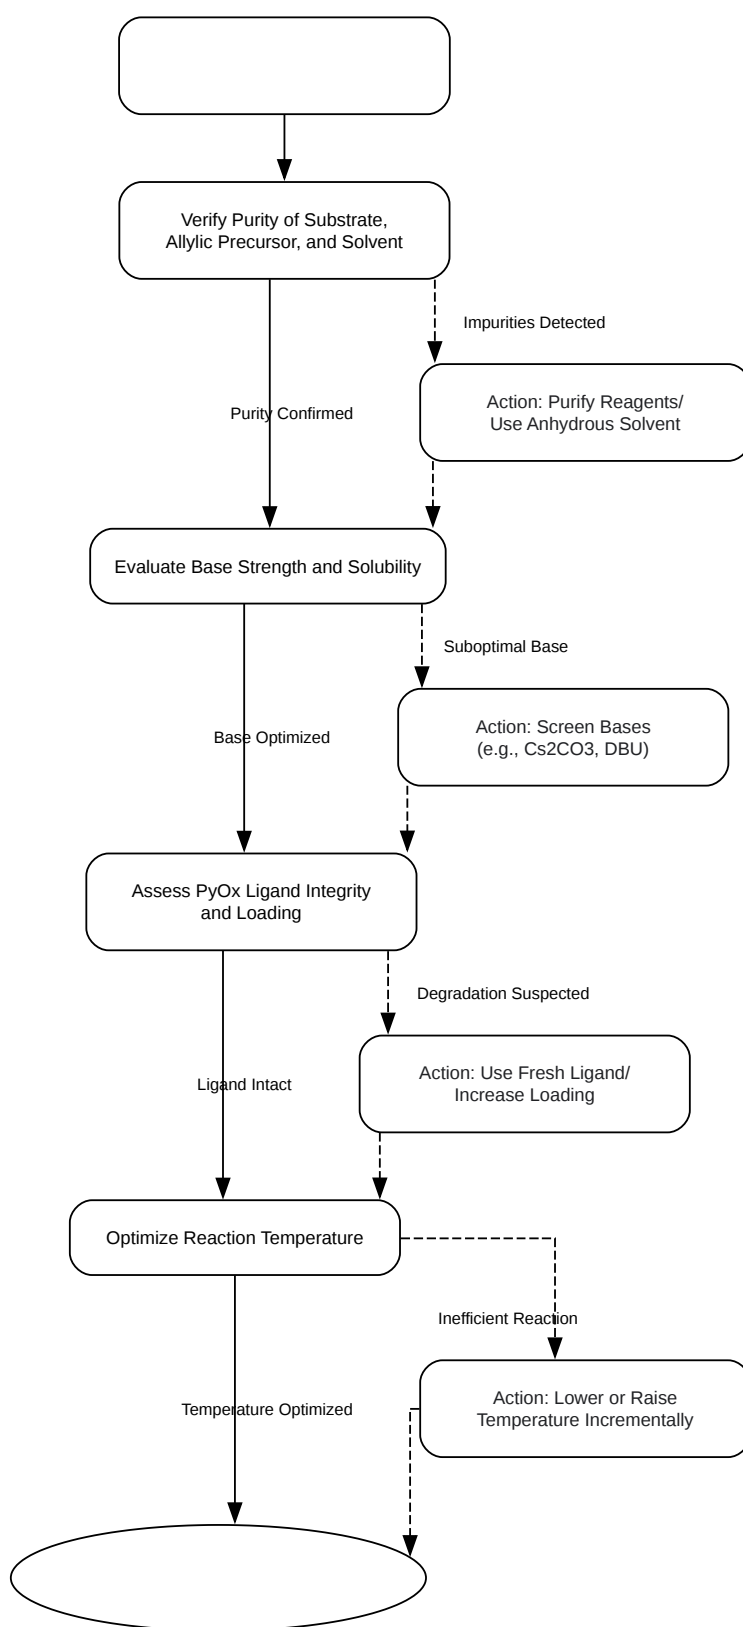 Verify Purity of Substrate,
Allylic Precursor, and Solvent
Impurities Detected
Action: Purify Reagents/
Use Anhydrous Solvent
Purity Confirmed
Evaluate Base Strength and Solubility
Suboptimal Base
Action: Screen Bases
(e.g., Cs2CO3, DBU)
Base Optimized
Assess PyOx Ligand Integrity
and Loading
Degradation Suspected
Action: Use Fresh Ligand/
Increase Loading
Ligand Intact
Optimize Reaction Temperature
Inefficient Reaction
Action: Lower or Raise
Temperature Incrementally
Temperature Optimized